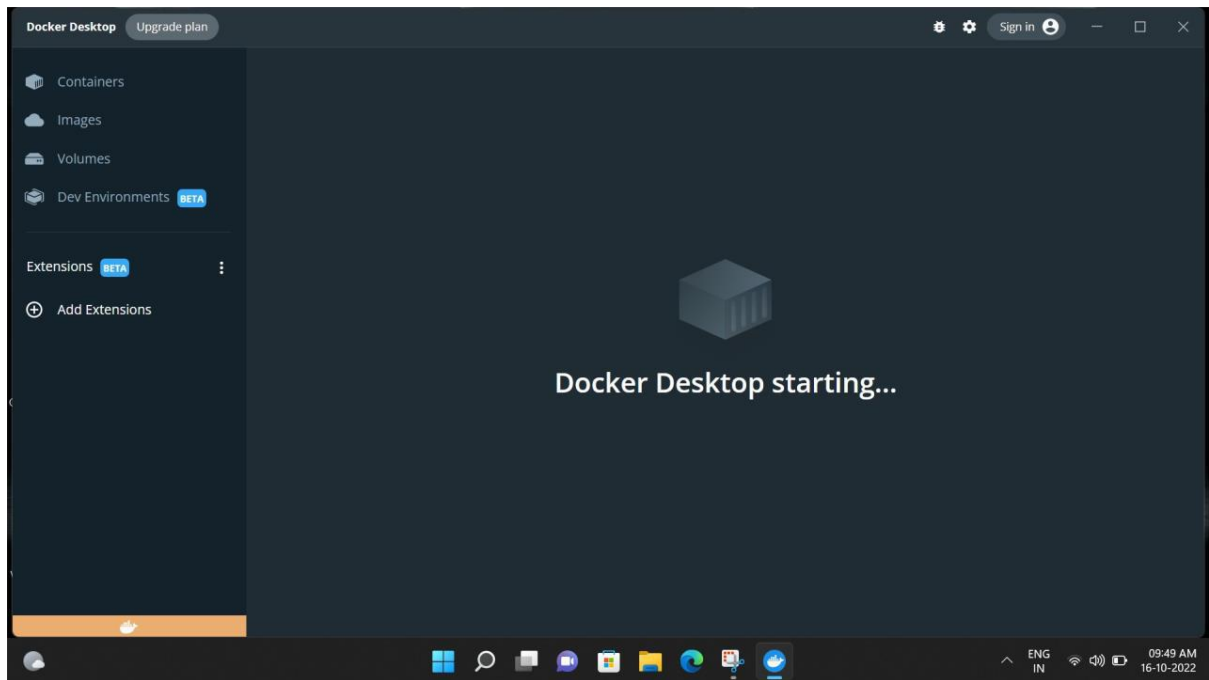 Docker Desktop Upgrade plan Sign in
Containers
Images
Volumes
Dev Environments BETA
Extensions BETA
Add Extensions
Docker Desktop starting...
ENG
IN
09:49 AM
16-10-2022